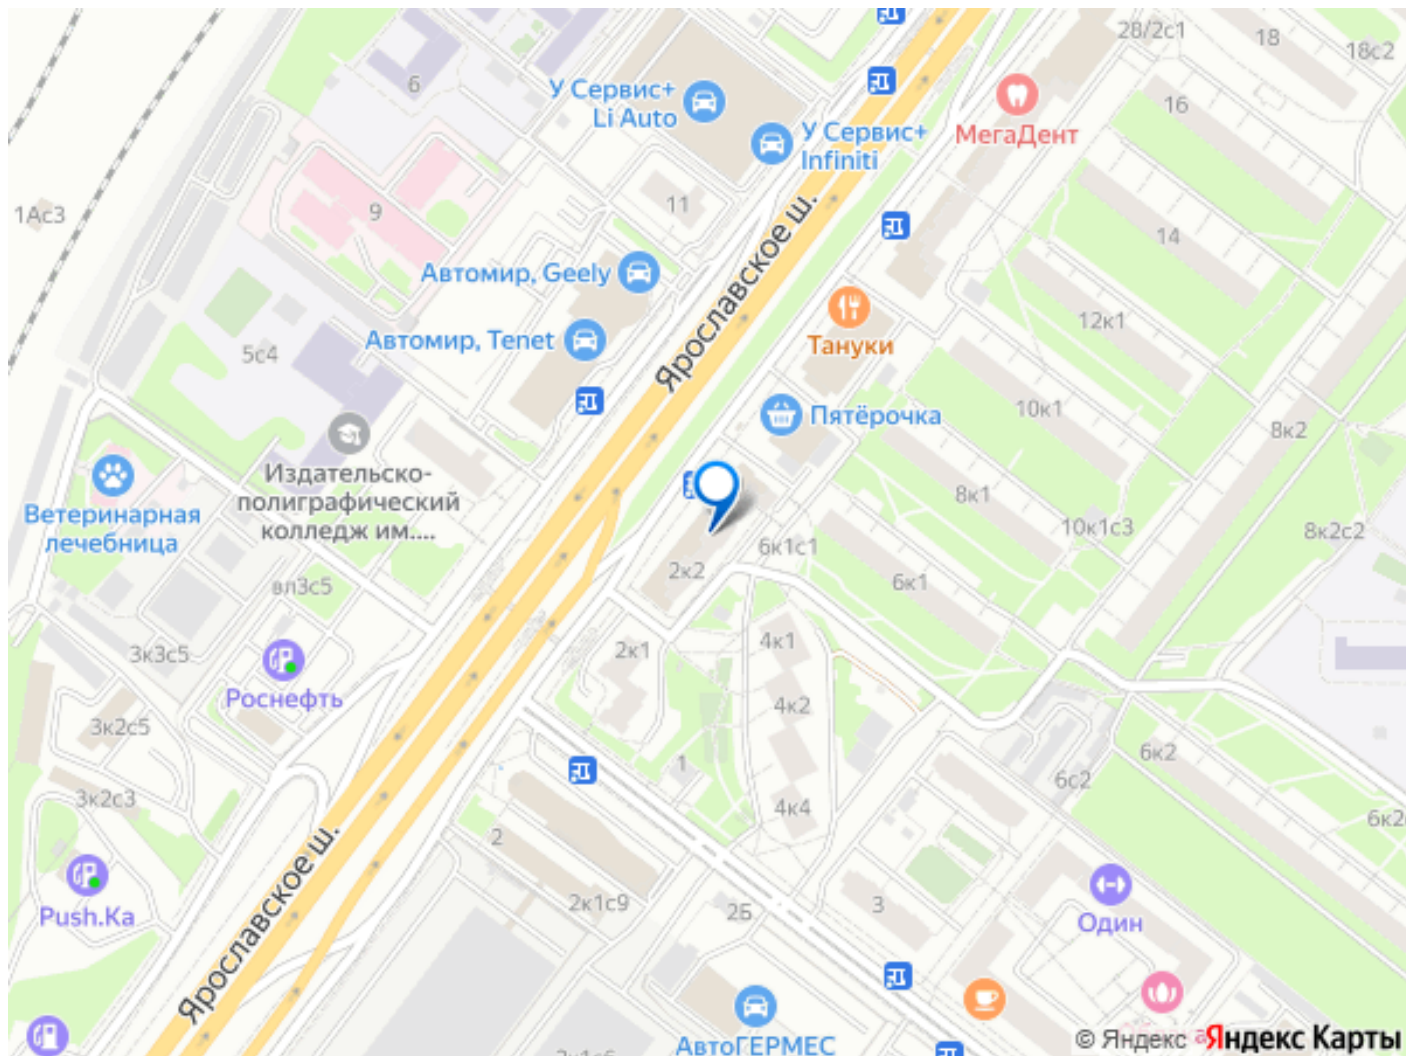 28/2с1
18
18с2
6
У Сервис+
Li Auto
16
МегаДент
У Сервис+
Infiniti
1Ас3
9
11
Ярославское ш.
14
Автомир, Geely
12к1
Автомир, Tenet
Тануки
5с4
10к1
Пятёрочка
8к2
Издательско-
полиграфический
колледж им....
8к1
Ветеринарная
лечебница
10к1с3
8к2с2
6к1с1
2к2
6к1
вл3с5
3к3с5
2к1
4к1
Роснефть
4к2
3к2с5
6к2
1
6с2
3к2с3
4к4
6к2
2
Ярославское ш.
2к1с9
2Б
3
Push.Ka
Один
АвтоГЕРМЕС
© Яндекс
Яндекс Карты